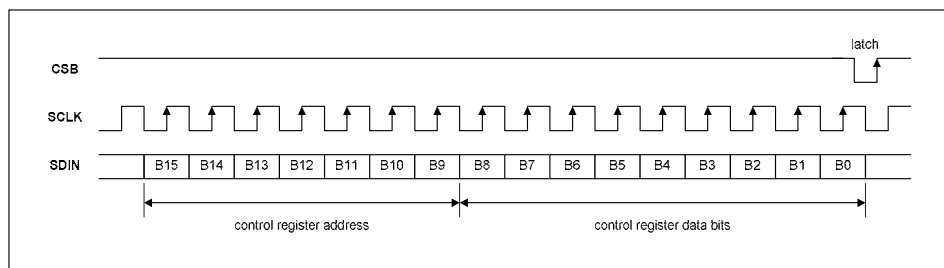 latch
CSB
SCLK
SDIN B15 B14 B13 B12 B11 B10 B9 B8 B7 B6 B5 B4 B3 B2 B1 B0
control register address control register data bits